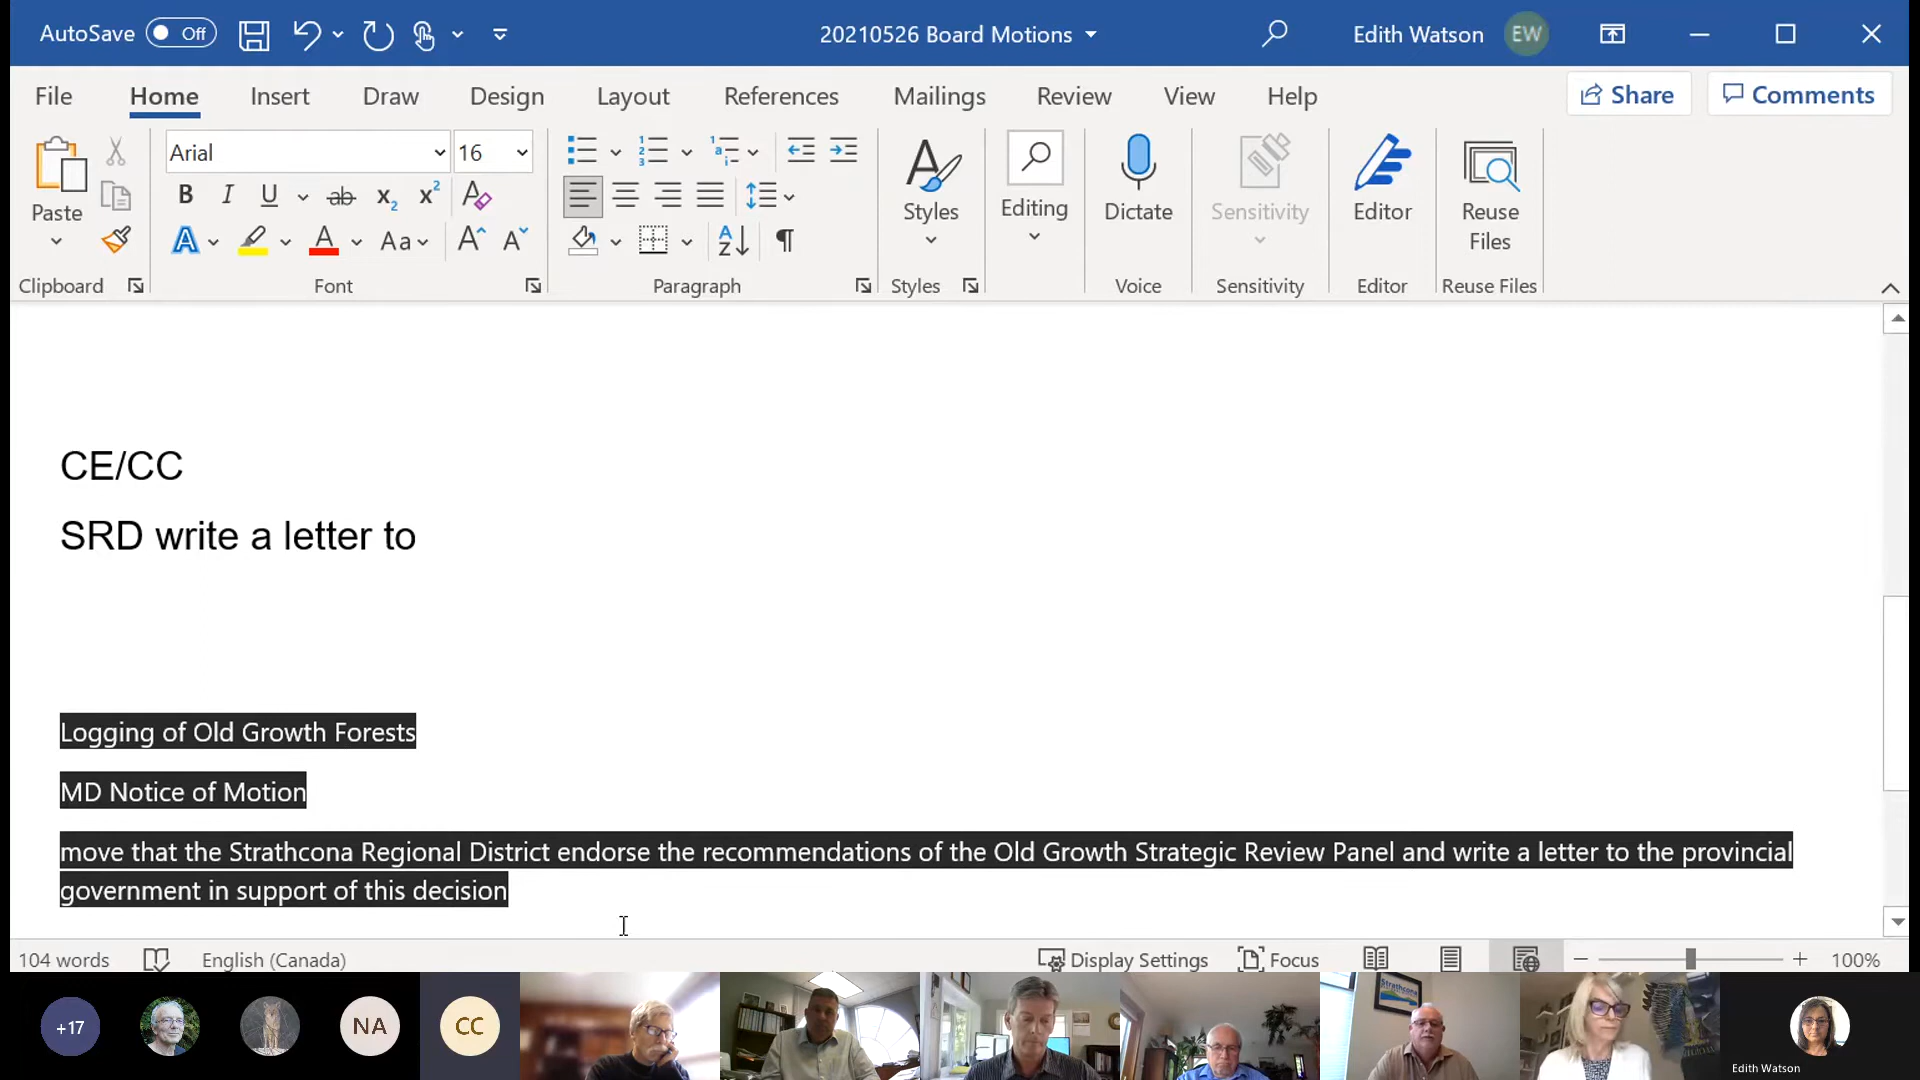 AutoSave Off 20210526 Board Motions Edith Watson EW
File Home Insert Draw Design Layout References Mailings Review View Help Share Comments
Paste
Arial 16
B I U ab x2 x2 A
A A Aa A A
A Z ¶
Styles Editing Dictate Sensitivity Editor Reuse Files
Clipboard Font Paragraph Styles Voice Sensitivity Editor Reuse Files
CE/CC
SRD write a letter to
Logging of Old Growth Forests
MD Notice of Motion
move that the Strathcona Regional District endorse the recommendations of the Old Growth Strategic Review Panel and write a letter to the provincial
government in support of this decision
104 words English (Canada) Display Settings Focus 100%
+17 NA CC Strathcona
Edith Watson